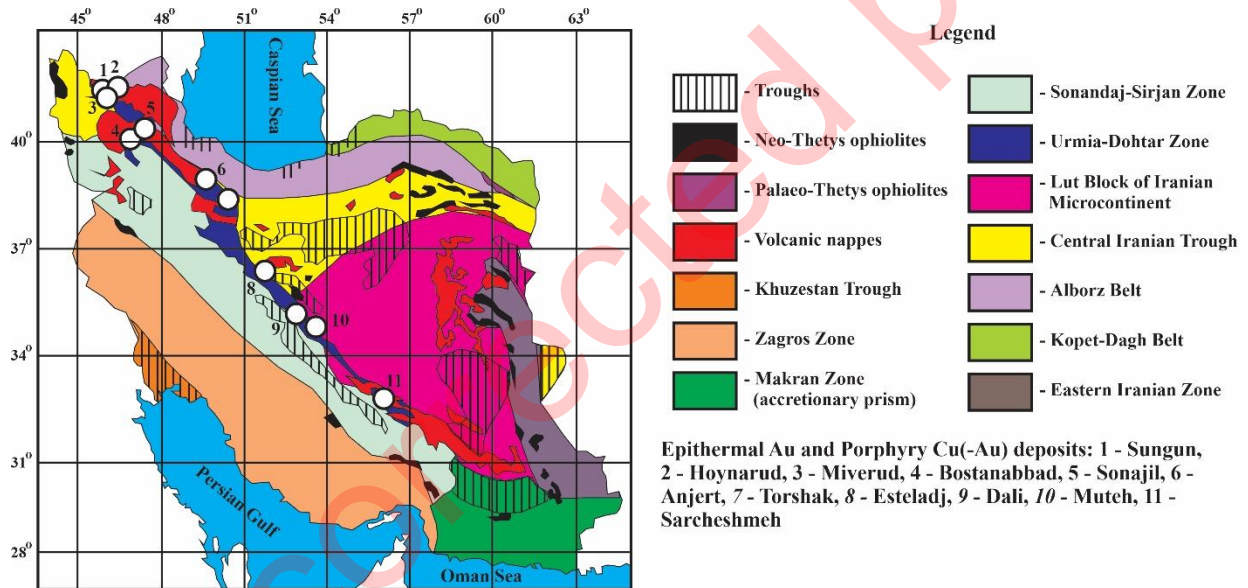 45° 48° 51° 54° 57° 60° 63°
Caspian Sea
1 2
3
5
4
40°
6
37°
8
9 10
34°
11
31°
Persian Gulf
28°
Oman Sea
Legend
- Troughs
- Neo-Thetys ophiolites
- Palaeo-Thetys ophiolites
- Volcanic nappes
- Khuzestan Trough
- Zagros Zone
- Makran Zone
(accretionary prism)
- Sonandaj-Sirjan Zone
- Urmia-Dohtar Zone
- Lut Block of Iranian
Microcontinent
- Central Iranian Trough
- Alborz Belt
- Kopet-Dagh Belt
- Eastern Iranian Zone
Epithermal Au and Porphyry Cu(-Au) deposits: 1 - Sungun,
2 - Hoynarud, 3 - Miverud, 4 - Bostanabbad, 5 - Sonajil, 6 -
Anjert, 7 - Torshak, 8 - Esteladj, 9 - Dali, 10 - Muteh, 11 -
Sarcheshmeh
ected p